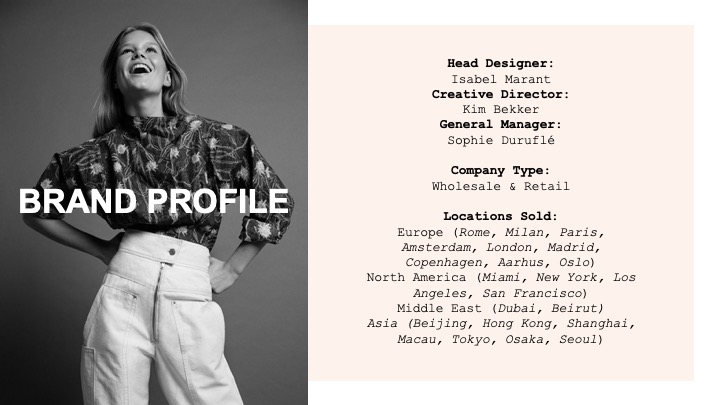 BRAND PROFILE
Head Designer:
Isabel Marant
Creative Director:
Kim Bekker
General Manager:
Sophie Duruflé
Company Type:
Wholesale & Retail
Locations Sold:
Europe (Rome, Milan, Paris,
Amsterdam, London, Madrid,
Copenhagen, Aarhus, Oslo)
North America (Miami, New York, Los
Angeles, San Francisco)
Middle East (Dubai, Beirut)
Asia (Beijing, Hong Kong, Shanghai,
Macau, Tokyo, Osaka, Seoul)